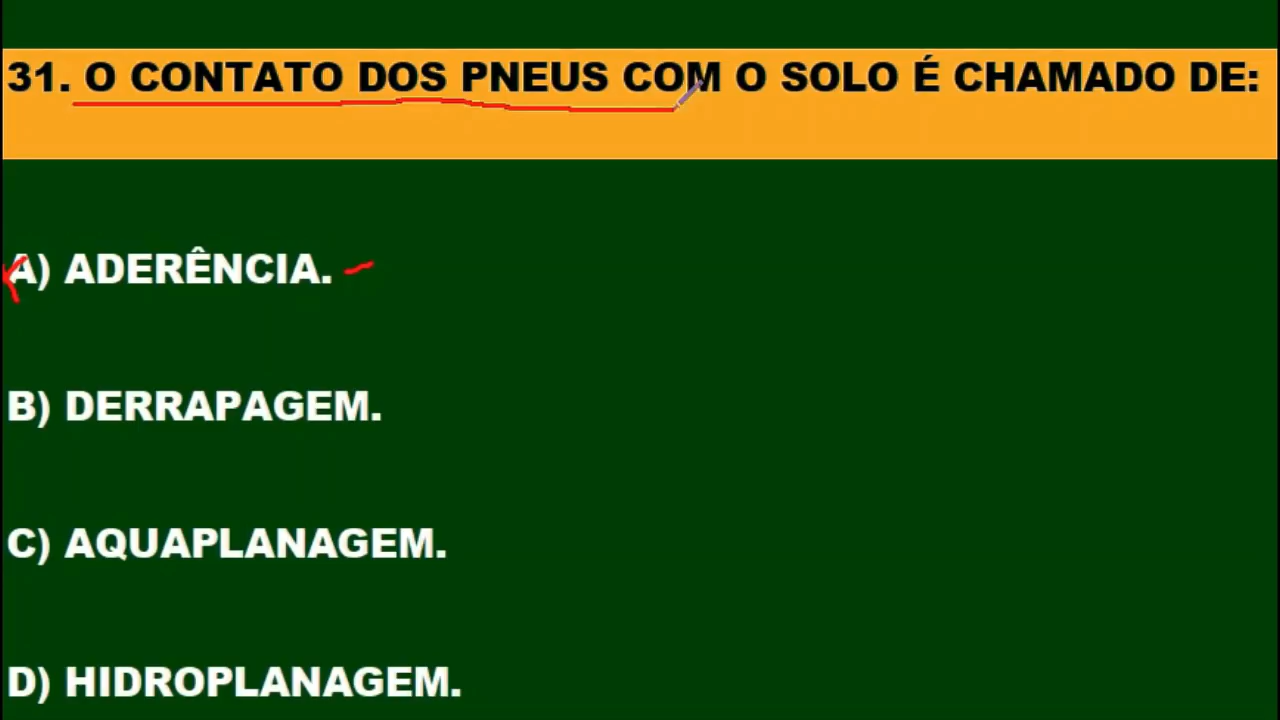 31. O CONTATO DOS PNEUS COM O SOLO É CHAMADO DE:
A) ADERÊNCIA.
B) DERRAPAGEM.
C) AQUAPLANAGEM.
D) HIDROPLANAGEM.